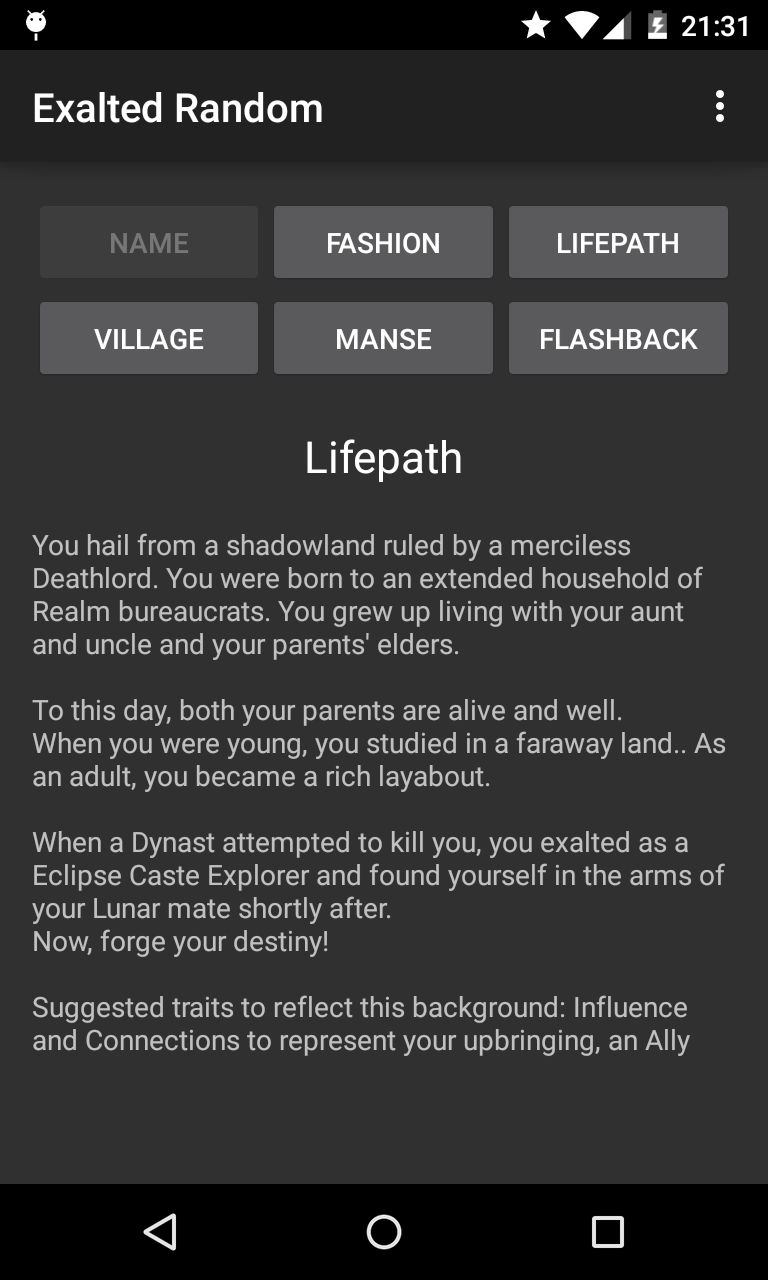 21:31
Exalted Random
NAME FASHION LIFEPATH
VILLAGE MANSE FLASHBACK
Lifepath
You hail from a shadowland ruled by a merciless
Deathlord. You were born to an extended household of
Realm bureaucrats. You grew up living with your aunt
and uncle and your parents' elders.
To this day, both your parents are alive and well.
When you were young, you studied in a faraway land.. As
an adult, you became a rich layabout.
When a Dynast attempted to kill you, you exalted as a
Eclipse Caste Explorer and found yourself in the arms of
your Lunar mate shortly after.
Now, forge your destiny!
Suggested traits to reflect this background: Influence
and Connections to represent your upbringing, an Ally